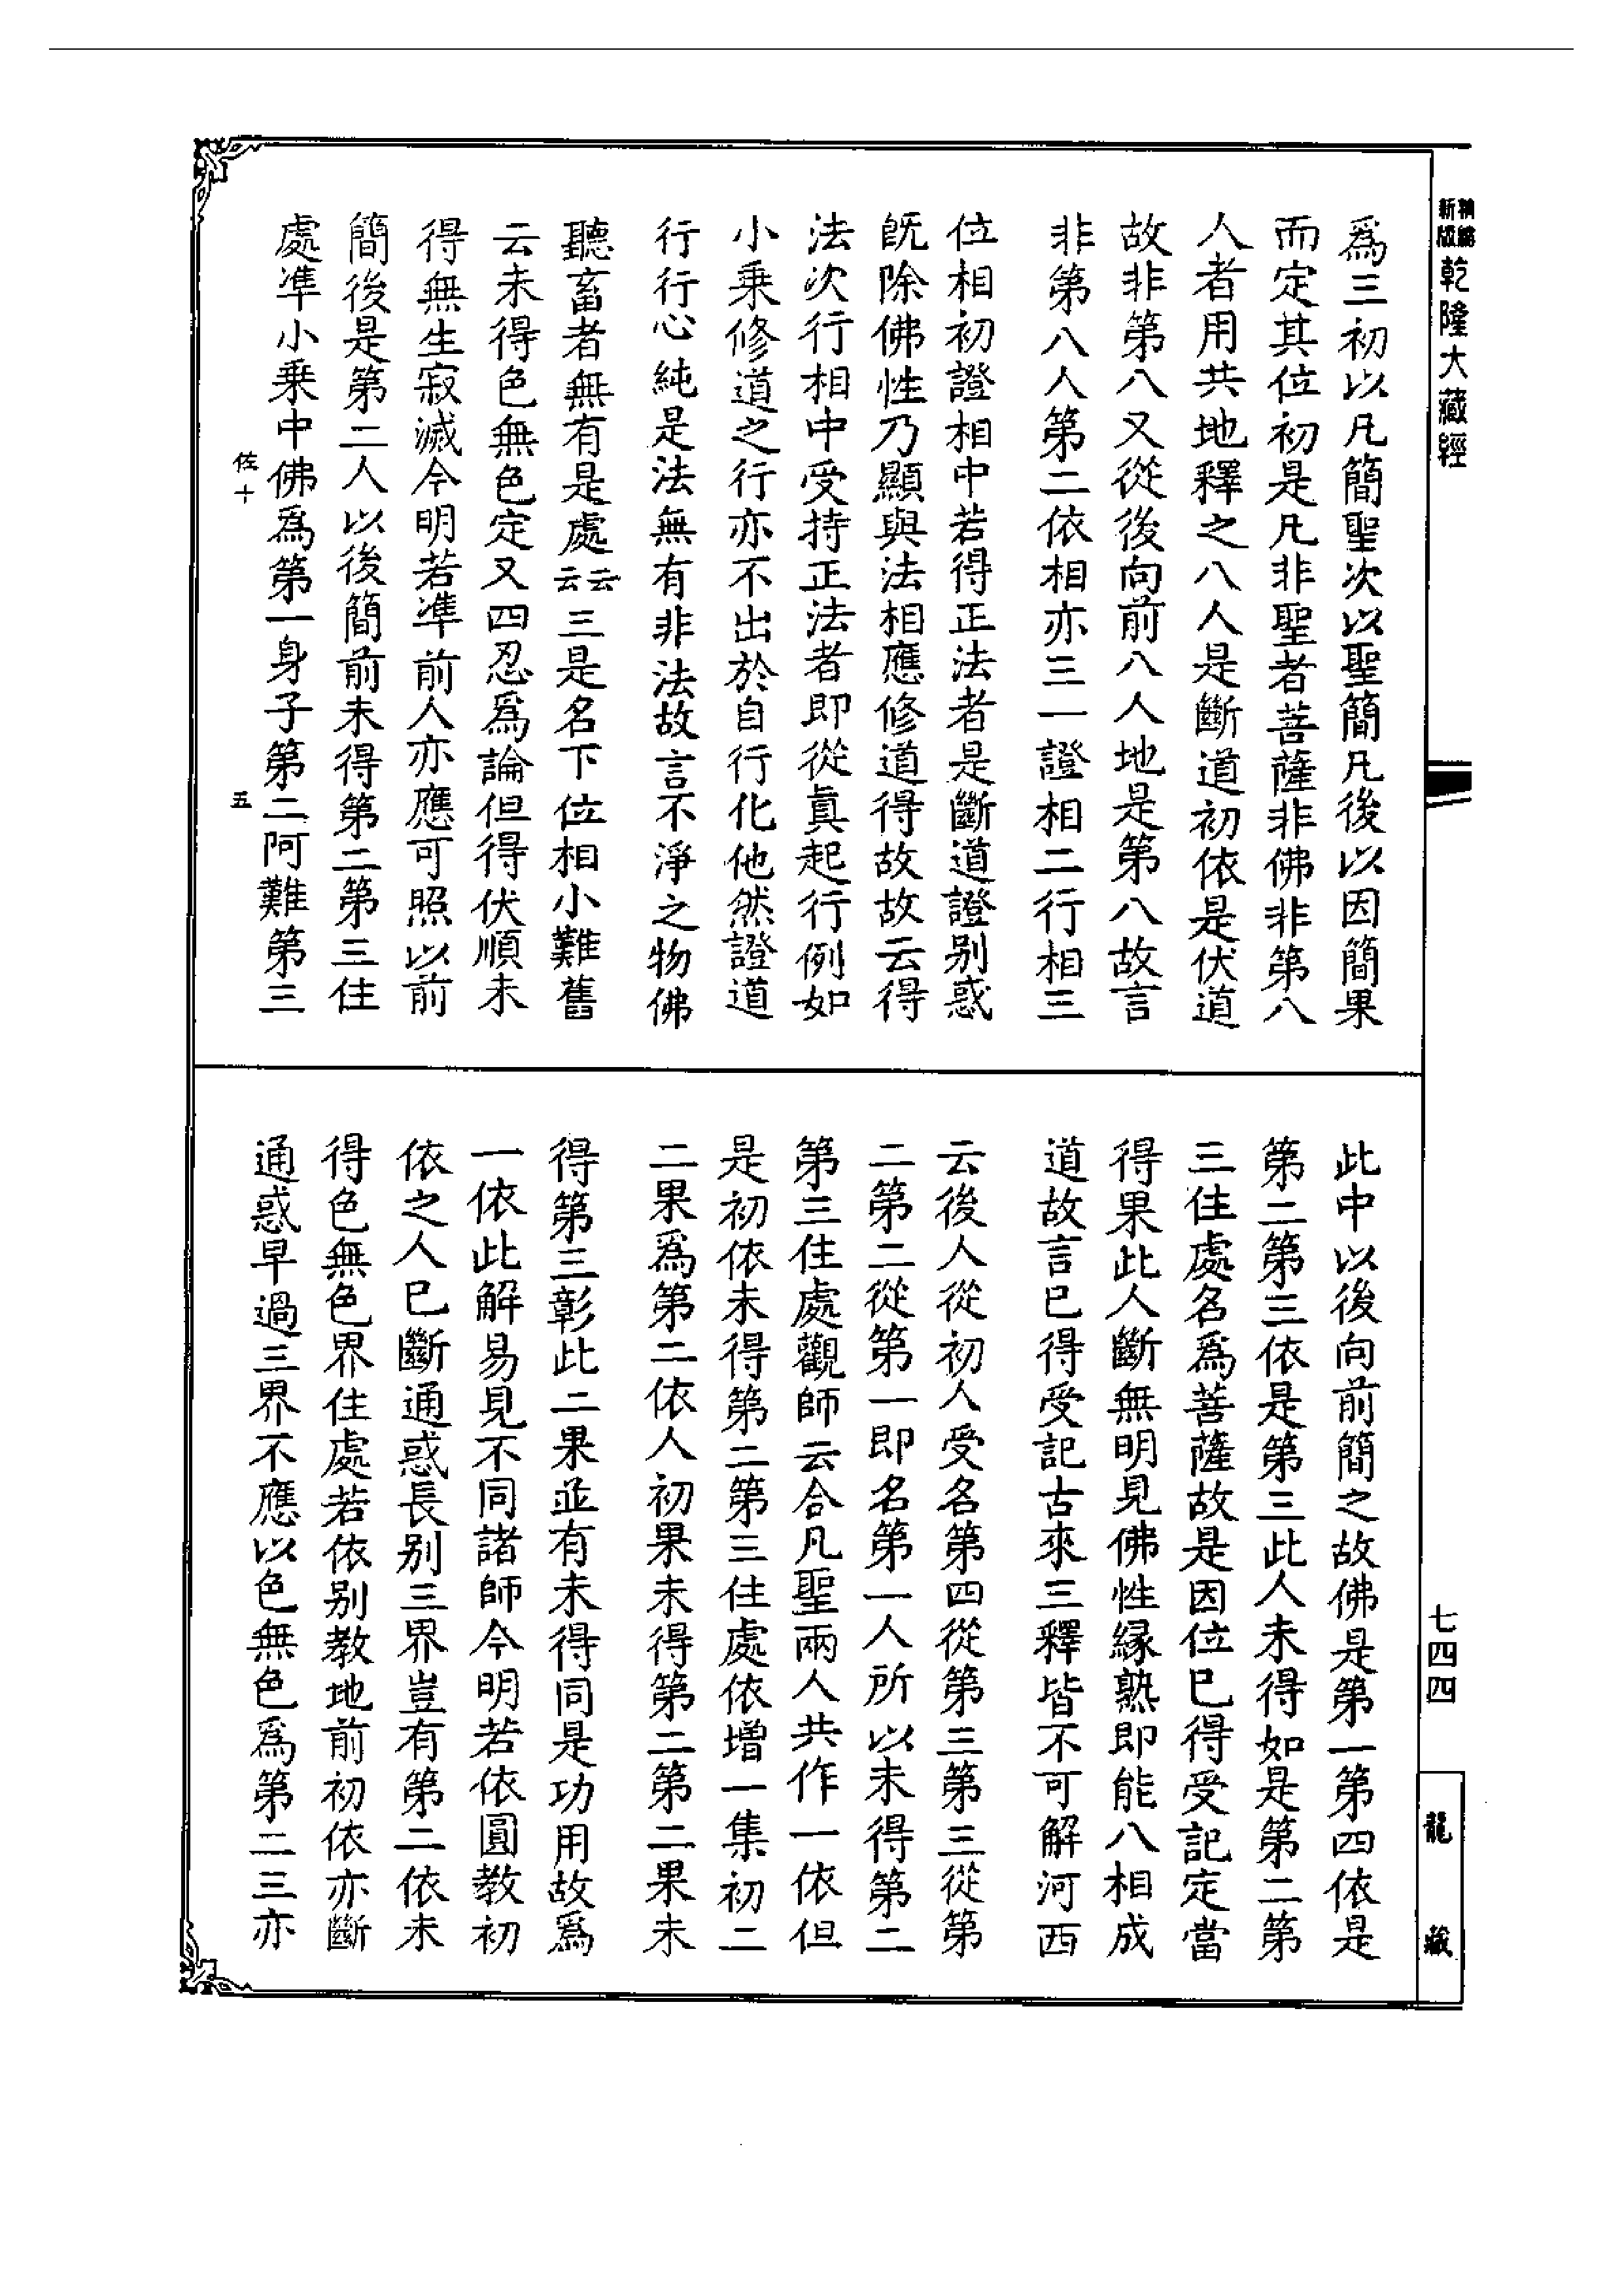 精縮新版乾隆大藏經
為三初以凡簡聖次以聖簡凡後以因簡果
而定其位初是凡非聖者菩薩非佛非第八
人者用共地釋之八人是斷道初依是伏道
故非第八又從後向前八人地是第八故言
非第八人第二依相亦三一證相二行相三
位相初證相中若得正法者是斷道證別惑
既除佛性乃顯與法相應修道得故故云得
法次行相中受持正法者即從真起行例如
小乘修道之行亦不出於自行化他然證道
行行心純是法無有非法故言不淨之物佛
聽畜者無有是處云云三是名下位相小難舊
云未得色無色定又四忍為論但得伏順未
得無生寂滅今明若準前人亦應可照以前
簡後是第二人以後簡前未得第二第三住
處準小乘中佛為第一身子第二阿難第三
佐十 五
此中以後向前簡之故佛是第一第四依是
第二第三依是第三此人未得如是第二第
三住處名為菩薩故是因位已得受記定當
得果此人斷無明見佛性緣熟即能八相成
道故言已得受記古來三釋皆不可解河西
云後人從初人受名第四從第三第三從第
二第二從第一即名第一人所以未得第二
第三住處觀師云合凡聖兩人共作一依但
是初依未得第二第三住處依增一集初二
二果為第二依人初果未得第二第二果未
得第三彰此二果並有未得同是功用故為
一依此解易見不同諸師今明若依圓教初
依之人已斷通惑長別三界豈有第二依未
得色無色界住處若依別教地前初依亦斷
通惑早過三界不應以色無色為第二三亦
七四四
龍藏